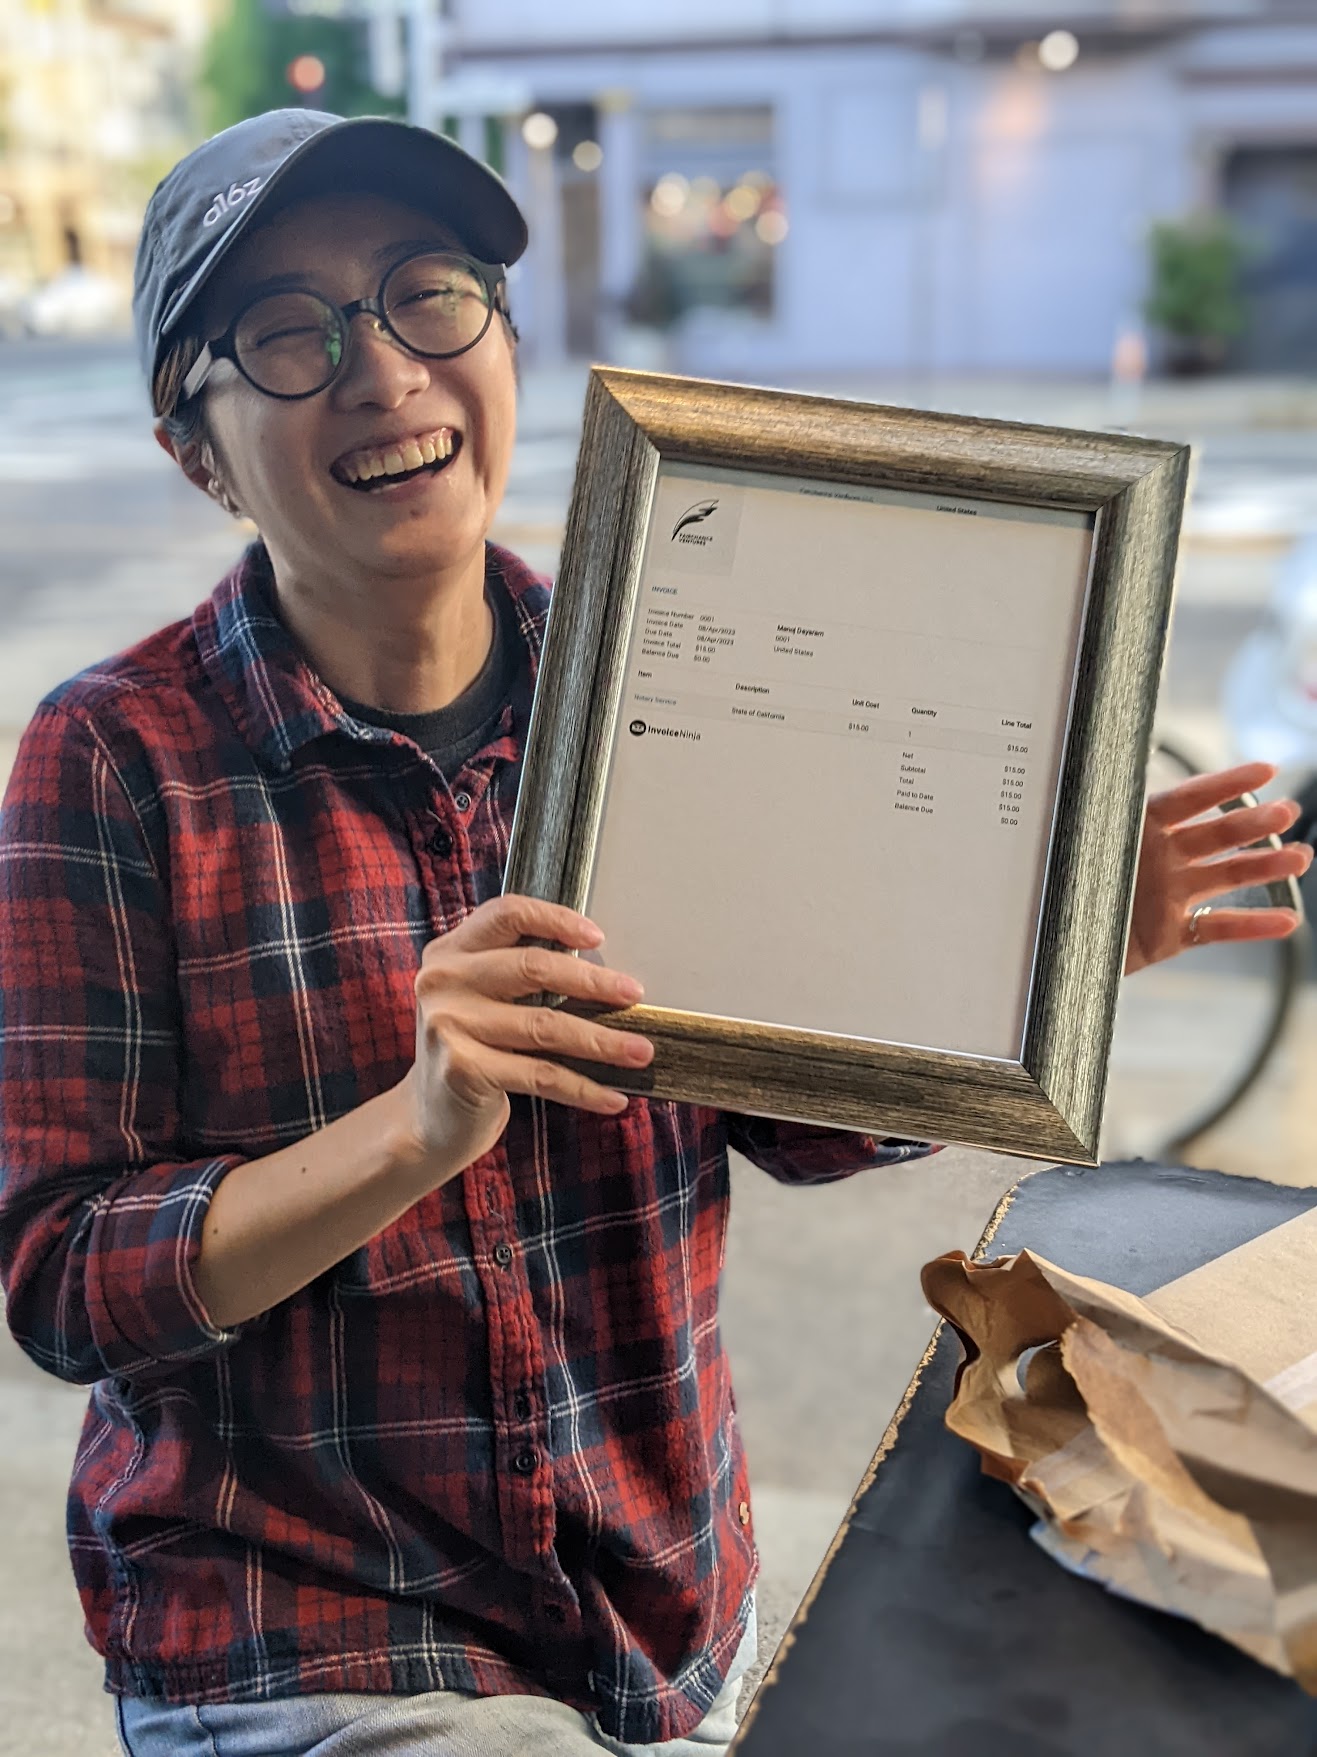 a16z
United States
FAIRCHANCE
VENTURES
INVOICE
Invoice Number 0001
Invoice Date 08/Apr/2023
Due Date 08/Apr/2023
Invoice Total $15.00
Balance Due $0.00
Manoj Dayaram
0001
United States
Item Description Unit Cost Quantity Line Total
Notary Service State of California $15.00 1 $15.00
Net $15.00
Subtotal $15.00
Total $15.00
Paid to Date $15.00
Balance Due $0.00
InvoiceNinja